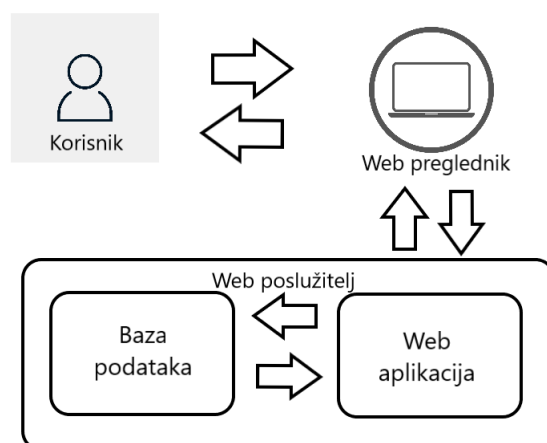 Korisnik
Web preglednik
Web poslužitelj
Baza
podataka
Web
aplikacija